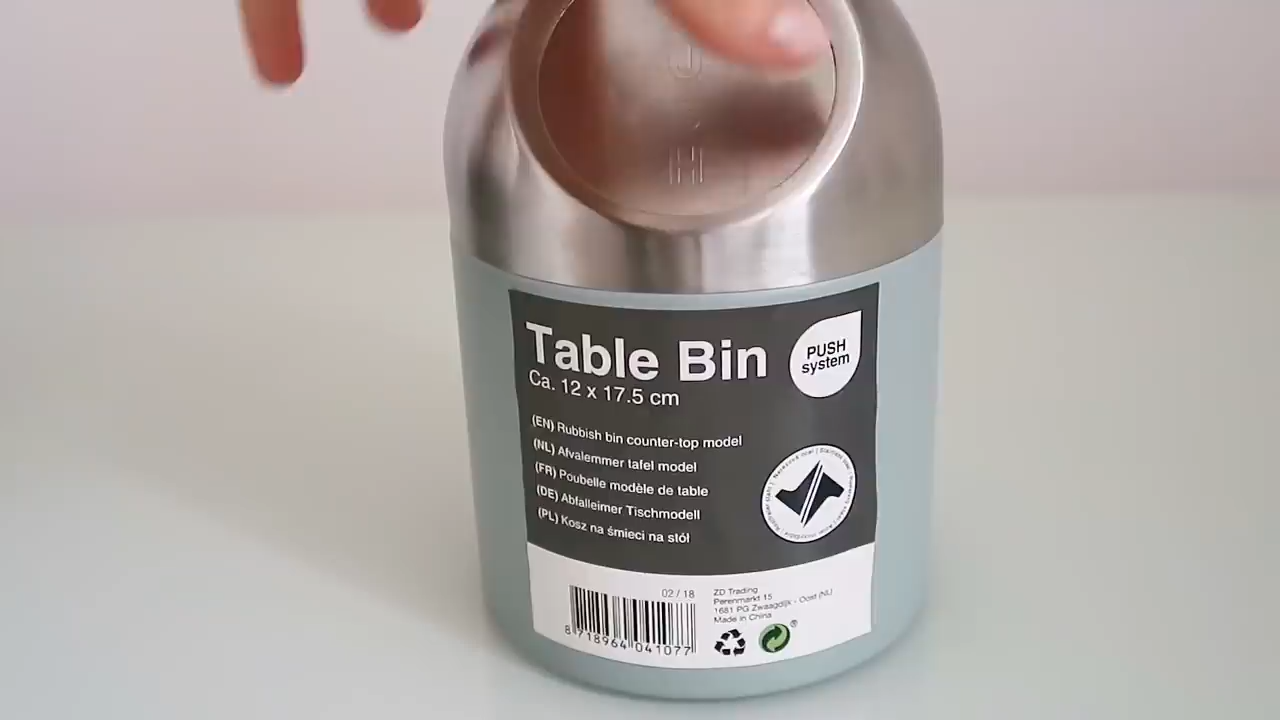 PUSH
system
Table Bin
Ca. 12 x 17.5 cm
(EN) Rubbish bin counter-top model
(NL) Afvalemmer tafel model
(FR) Poubelle modèle de table
(DE) Abfalleimer Tischmodell
(PL) Kosz na śmieci na stół
02 / 18
8 718964 041077
ZD Trading
Perenmarkt 15
1681 PG Zwaagdijk - Oost (NL)
Made in China